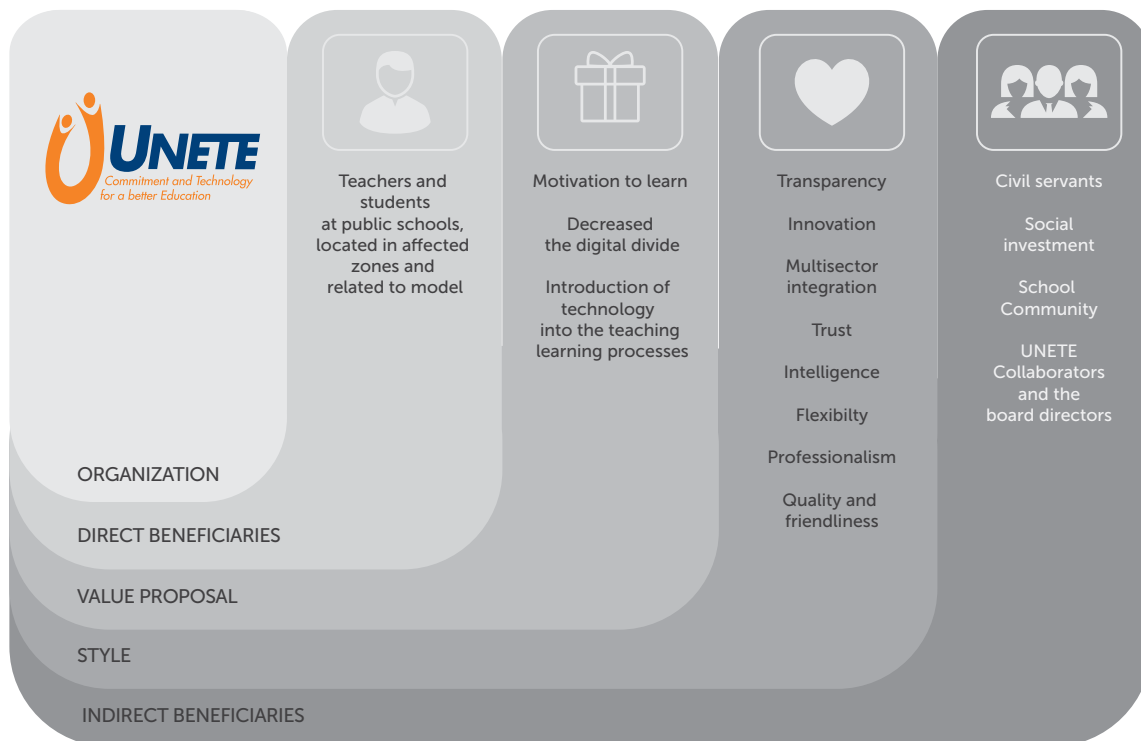 UNETE
Commitment and Technology
for a better Education
Teachers and
students
at public schools,
located in affected
zones and
related to model
Motivation to learn
Decreased
the digital divide
Introduction of
technology
into the teaching
learning processes
Transparency
Innovation
Multisector
integration
Trust
Intelligence
Flexibilty
Professionalism
Quality and
friendliness
Civil servants
Social
investment
School
Community
UNETE
Collaborators
and the
board directors
ORGANIZATION
DIRECT BENEFICIARIES
VALUE PROPOSAL
STYLE
INDIRECT BENEFICIARIES